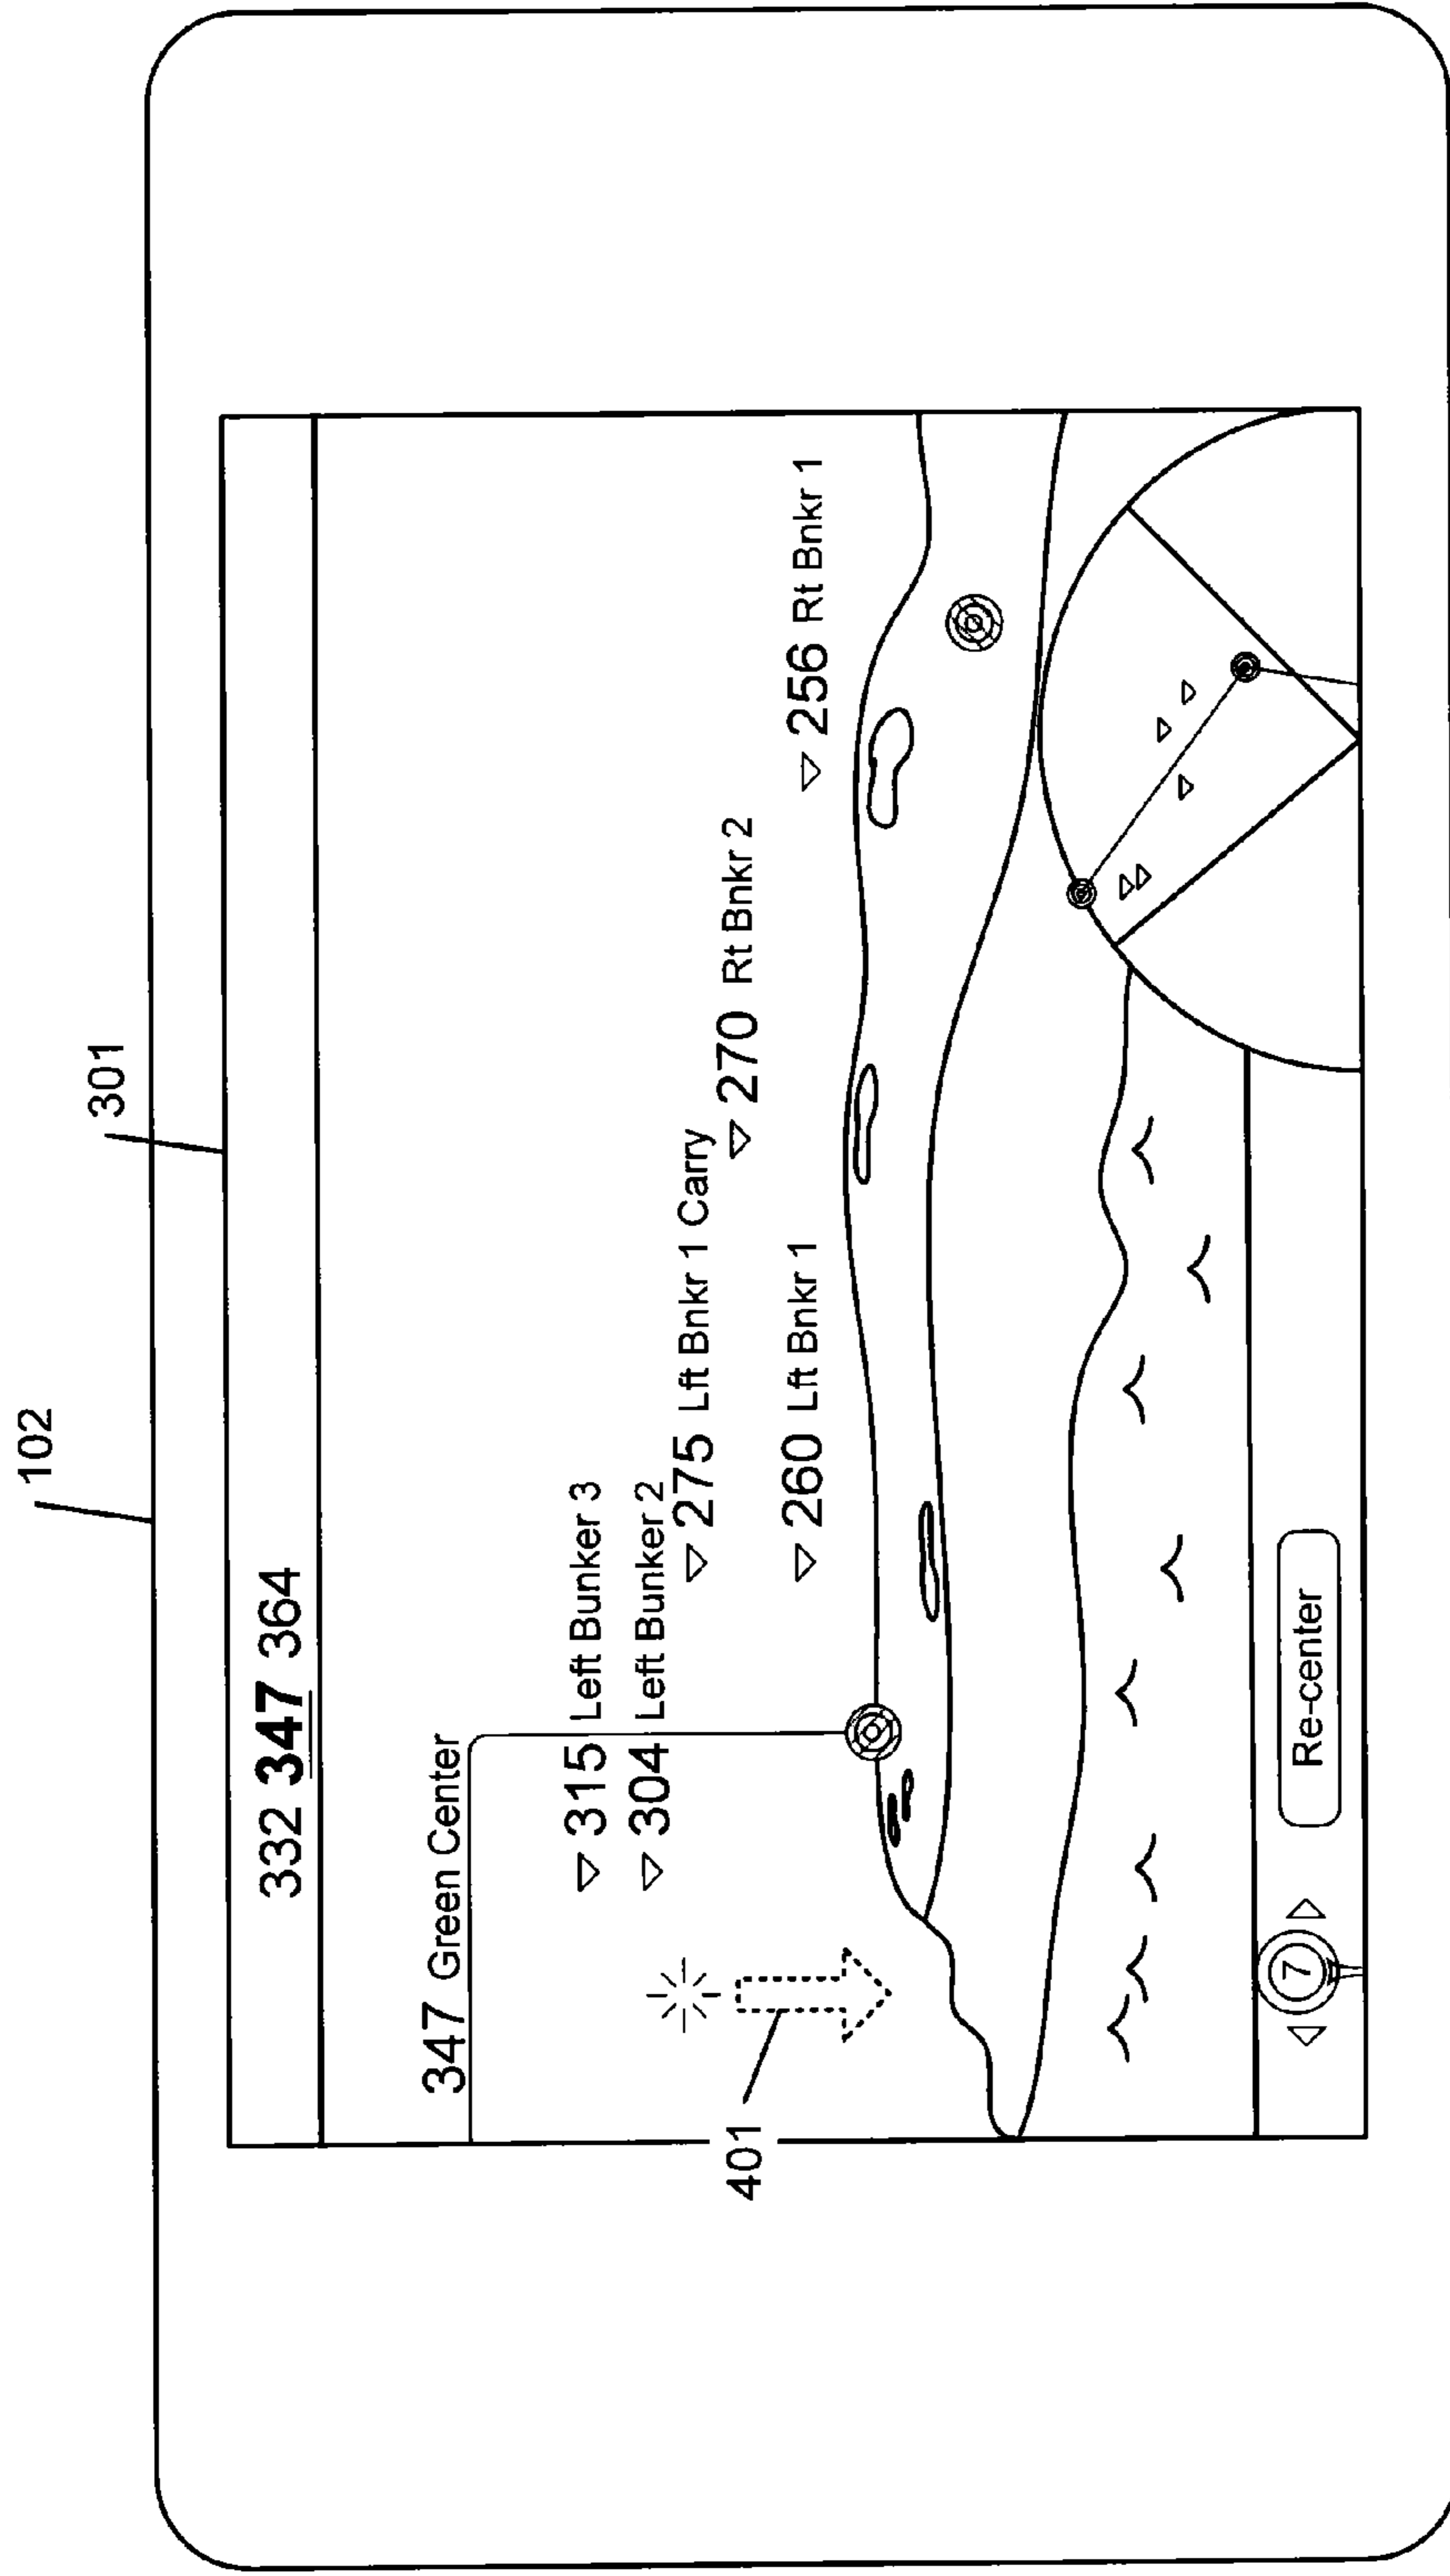 102
301
332 347 364
347 Green Center
315 Left Bunker 3
304 Left Bunker 2
275 Lft Bnkr 1 Carry
270 Rt Bnkr 2
260 Lft Bnkr 1
256 Rt Bnkr 1
401
7
Re-center